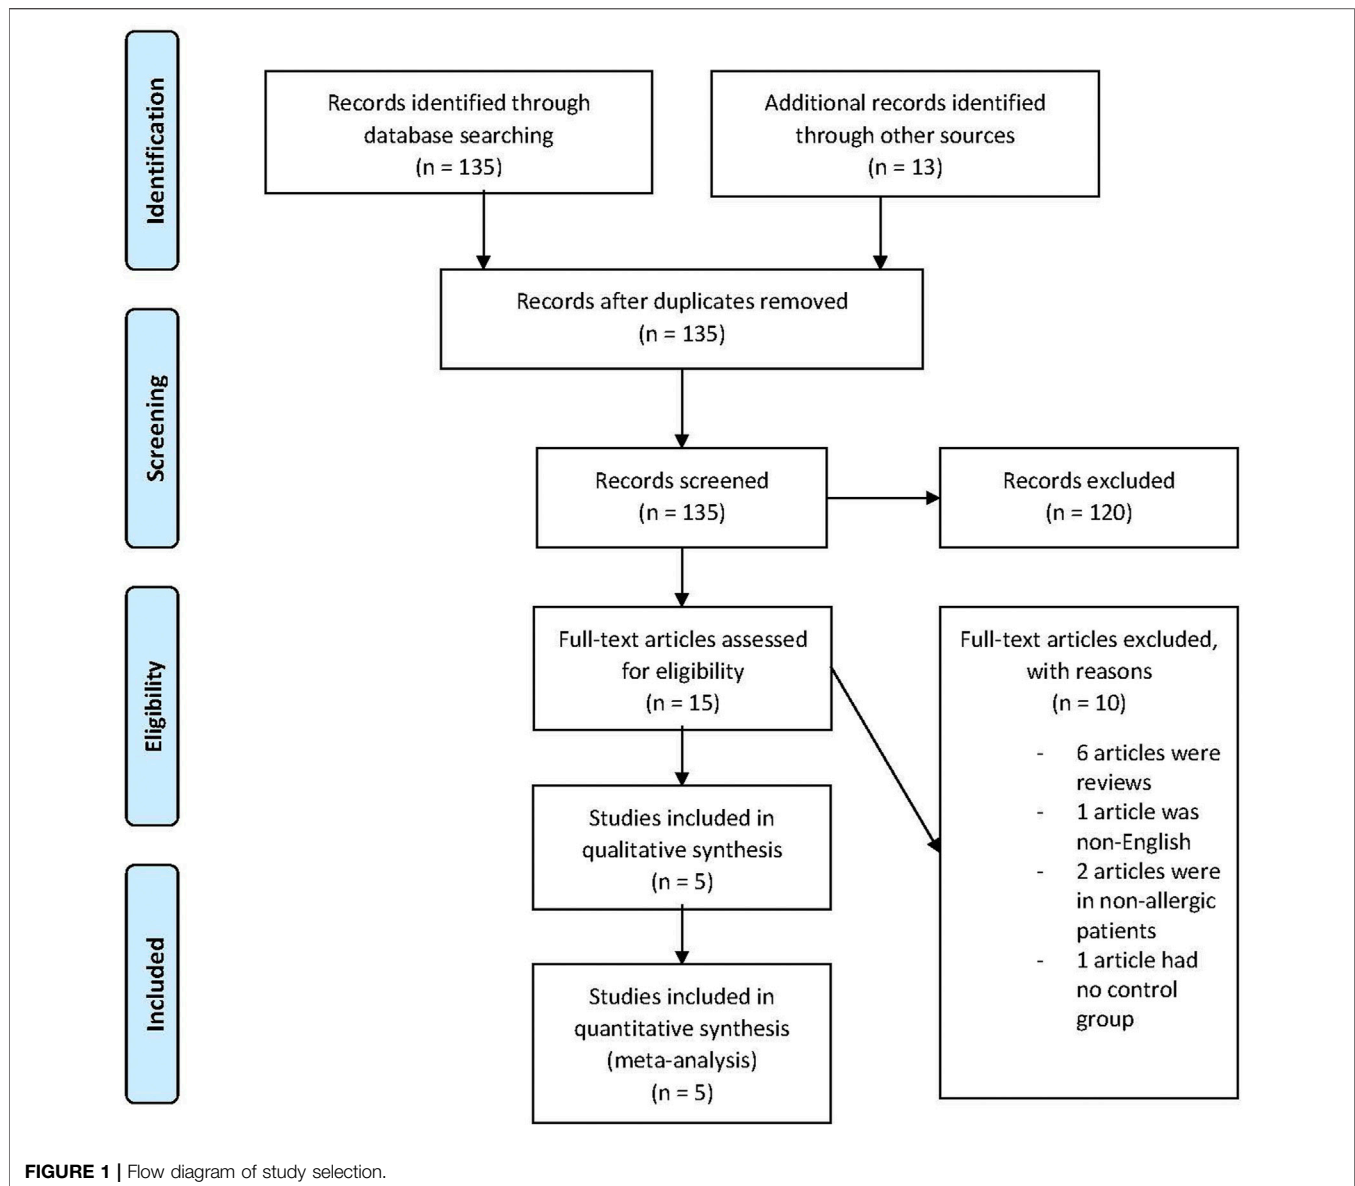 Identification
Records identified through
database searching
(n = 135)
Additional records identified
through other sources
(n = 13)
Records after duplicates removed
(n = 135)
Screening
Records screened
(n = 135)
Records excluded
(n = 120)
Eligibility
Full-text articles assessed
for eligibility
(n = 15)
Full-text articles excluded,
with reasons
(n = 10)
- 6 articles were
reviews
- 1 article was
non-English
- 2 articles were
in non-allergic
patients
- 1 article had
no control
group
Studies included in
qualitative synthesis
(n = 5)
Included
Studies included in
quantitative synthesis
(meta-analysis)
(n = 5)
FIGURE 1 | Flow diagram of study selection.